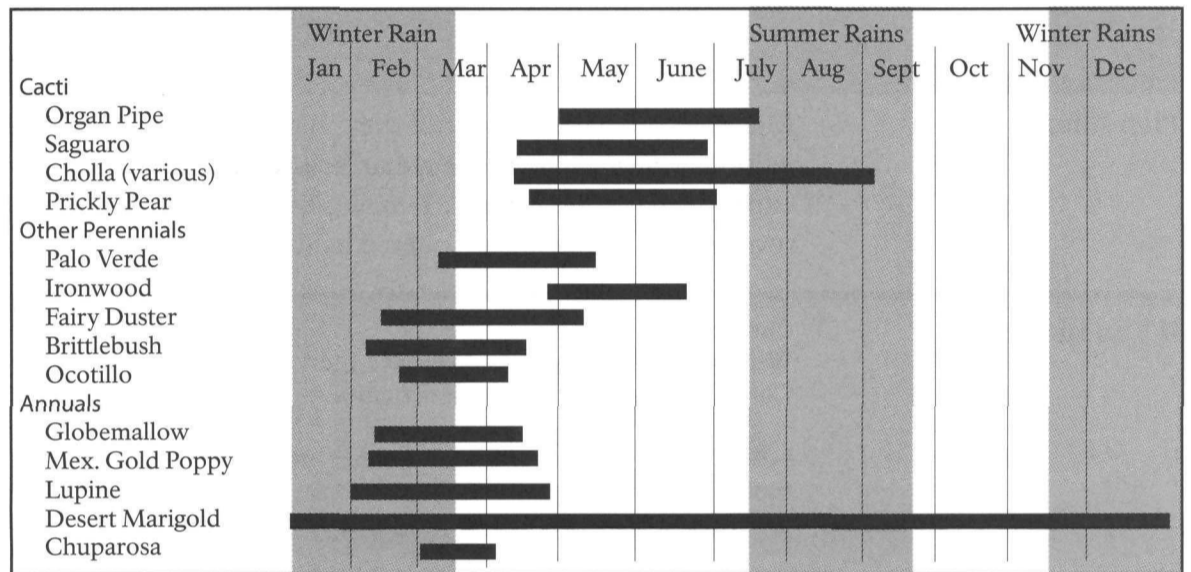 Winter Rain Summer Rains Winter Rains
Jan Feb Mar Apr May June July Aug Sept Oct Nov Dec
Cacti
Organ Pipe
Saguaro
Cholla (various)
Prickly Pear
Other Perennials
Palo Verde
Ironwood
Fairy Duster
Brittlebush
Ocotillo
Annuals
Globemallow
Mex. Gold Poppy
Lupine
Desert Marigold
Chuparosa